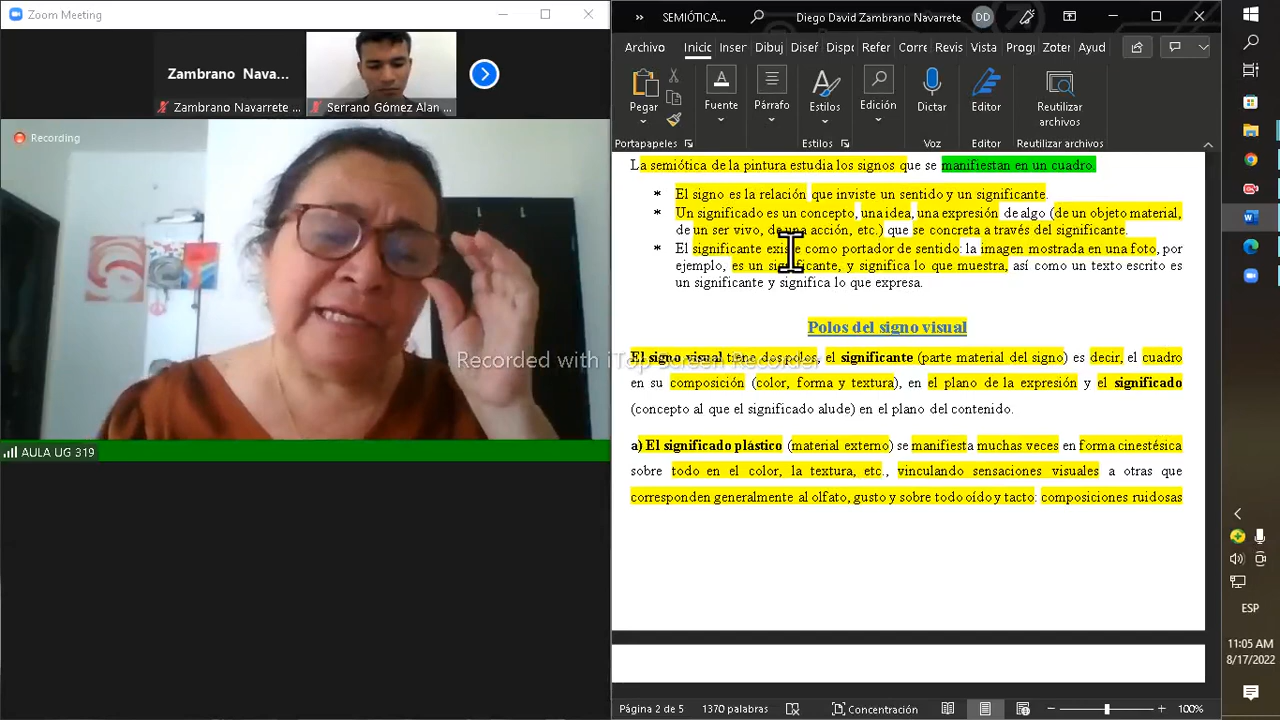 Zoom Meeting
Zambrano Nava...
Zambrano Navarrete ...
Serrano Gómez Alan ...
Recording
AULA UG 319
Recorded with iTop Screen Recorder
» SEMIÓTICA... Diego David Zambrano Navarrete DD
Archivo Inicio Inser Dibuj Diseñ Dispo Refer Corre Revis Vista Progr Zoter Ayud
Pegar Fuente Párrafo Estilos Edición Dictar Editor Reutilizar
archivos
Portapapeles Estilos Voz Editor Reutilizar archivos
La semiótica de la pintura estudia los signos que se manifiestan en un cuadro.
* El signo es la relación que inviste un sentido y un significante.
* Un significado es un concepto, una idea, una expresión de algo (de un objeto material,
de un ser vivo, de una acción, etc.) que se concreta a través del significante.
* El significante existe como portador de sentido: la imagen mostrada en una foto, por
ejemplo, es un significante, y significa lo que muestra, así como un texto escrito es
un significante y significa lo que expresa.
Polos del signo visual
El signo visual tiene dos polos, el significante (parte material del signo) es decir, el cuadro
en su composición (color, forma y textura), en el plano de la expresión y el significado
(concepto al que el significado alude) en el plano del contenido.
a) El significado plástico (material externo) se manifiesta muchas veces en forma cinestésica
sobre todo en el color, la textura, etc., vinculando sensaciones visuales a otras que
corresponden generalmente al olfato, gusto y sobre todo oído y tacto: composiciones ruidosas
Página 2 de 5 1370 palabras Concentración 100%
ESP
11:05 AM
8/17/2022